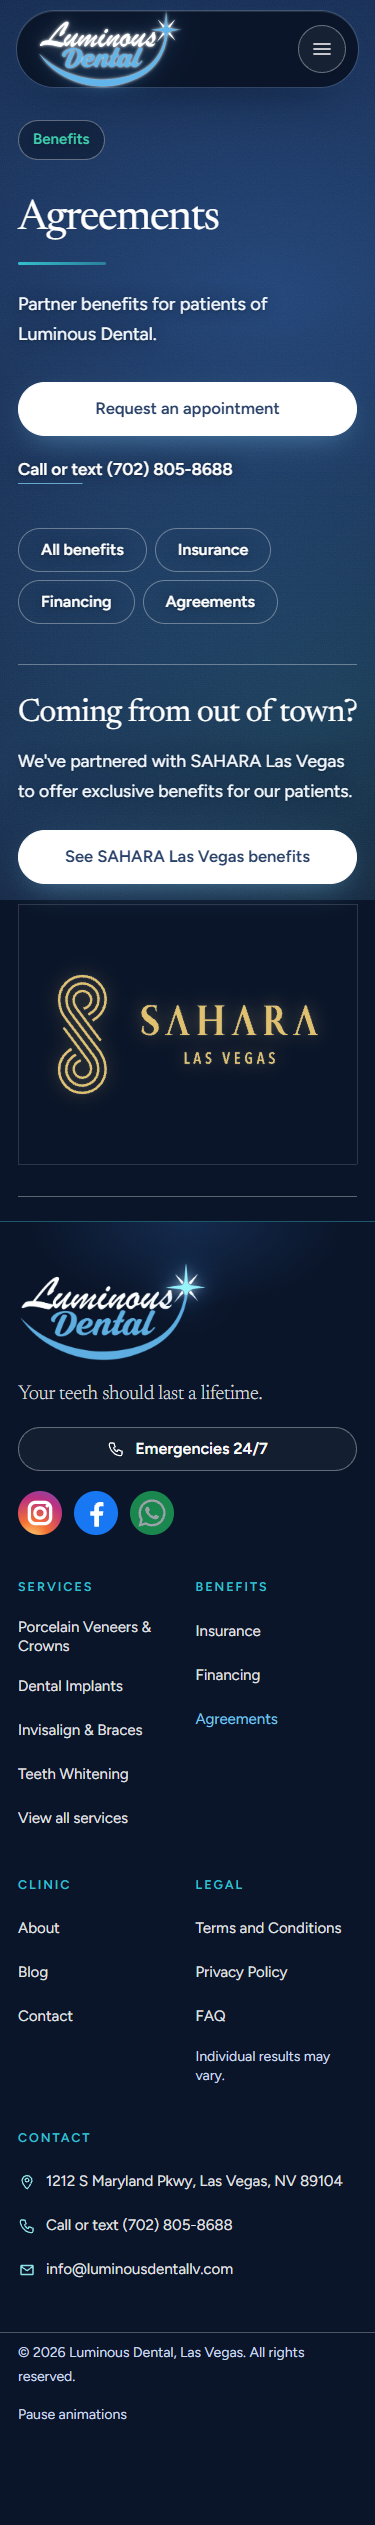 Luminous
Dental
Benefits
Agreements
Partner benefits for patients of
Luminous Dental.
Request an appointment
Call or text (702) 805-8688
All benefits
Insurance
Financing
Agreements
Coming from out of town?
We've partnered with SAHARA Las Vegas
to offer exclusive benefits for our patients.
See SAHARA Las Vegas benefits
SAHARA
LAS VEGAS
Luminous
Dental
Your teeth should last a lifetime.
Emergencies 24/7
SERVICES
Porcelain Veneers &
Crowns
Dental Implants
Invisalign & Braces
Teeth Whitening
View all services
BENEFITS
Insurance
Financing
Agreements
CLINIC
About
Blog
Contact
LEGAL
Terms and Conditions
Privacy Policy
FAQ
Individual results may
vary.
CONTACT
1212 S Maryland Pkwy, Las Vegas, NV 89104
Call or text (702) 805-8688
info@luminousdentallv.com
© 2026 Luminous Dental, Las Vegas. All rights
reserved.
Pause animations